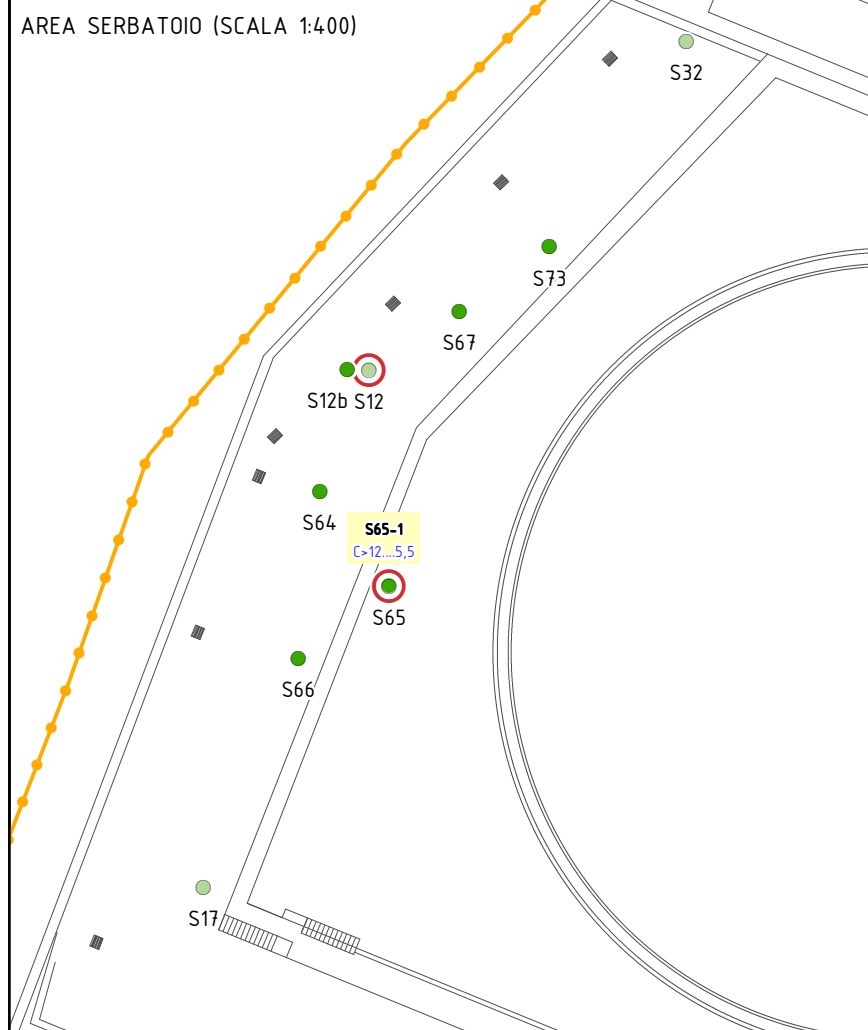 AREA SERBATOIO (SCALA 1:400)
S32
S73
S67
S12b S12
S64
S65-1
C>12....5,5
S65
S66
S17